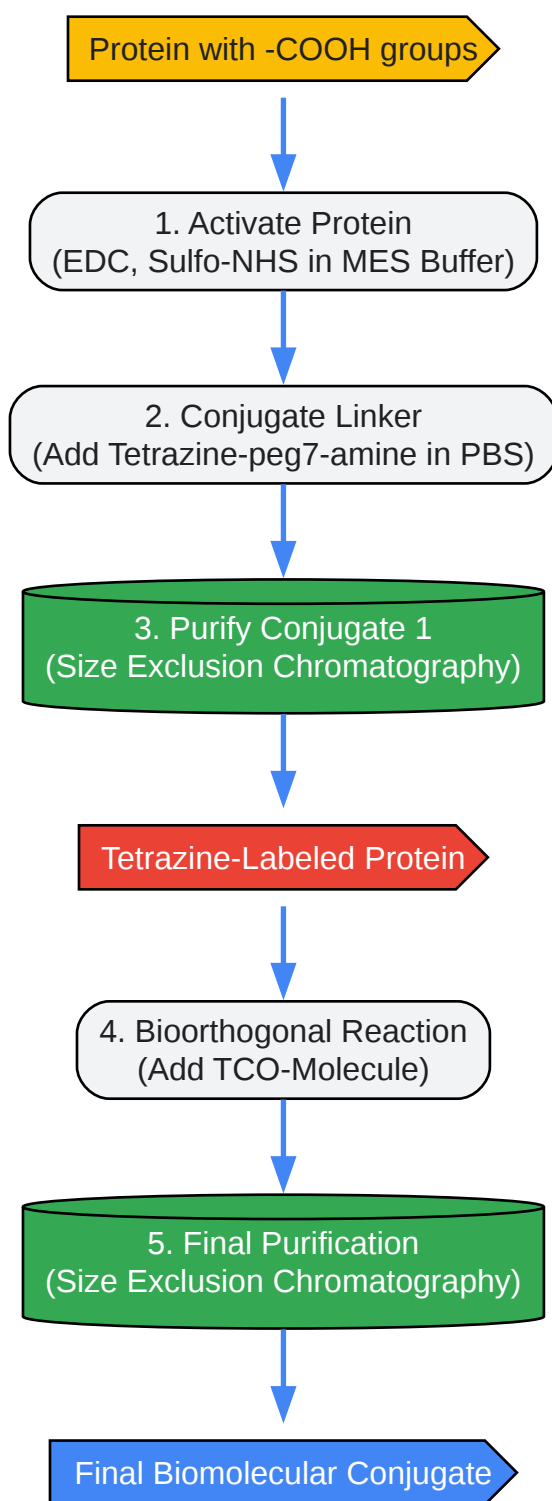 Protein with -COOH groups
1. Activate Protein
(EDC, Sulfo-NHS in MES Buffer)
2. Conjugate Linker
(Add Tetrazine-peg7-amine in PBS)
3. Purify Conjugate 1
(Size Exclusion Chromatography)
Tetrazine-Labeled Protein
4. Bioorthogonal Reaction
(Add TCO-Molecule)
5. Final Purification
(Size Exclusion Chromatography)
Final Biomolecular Conjugate